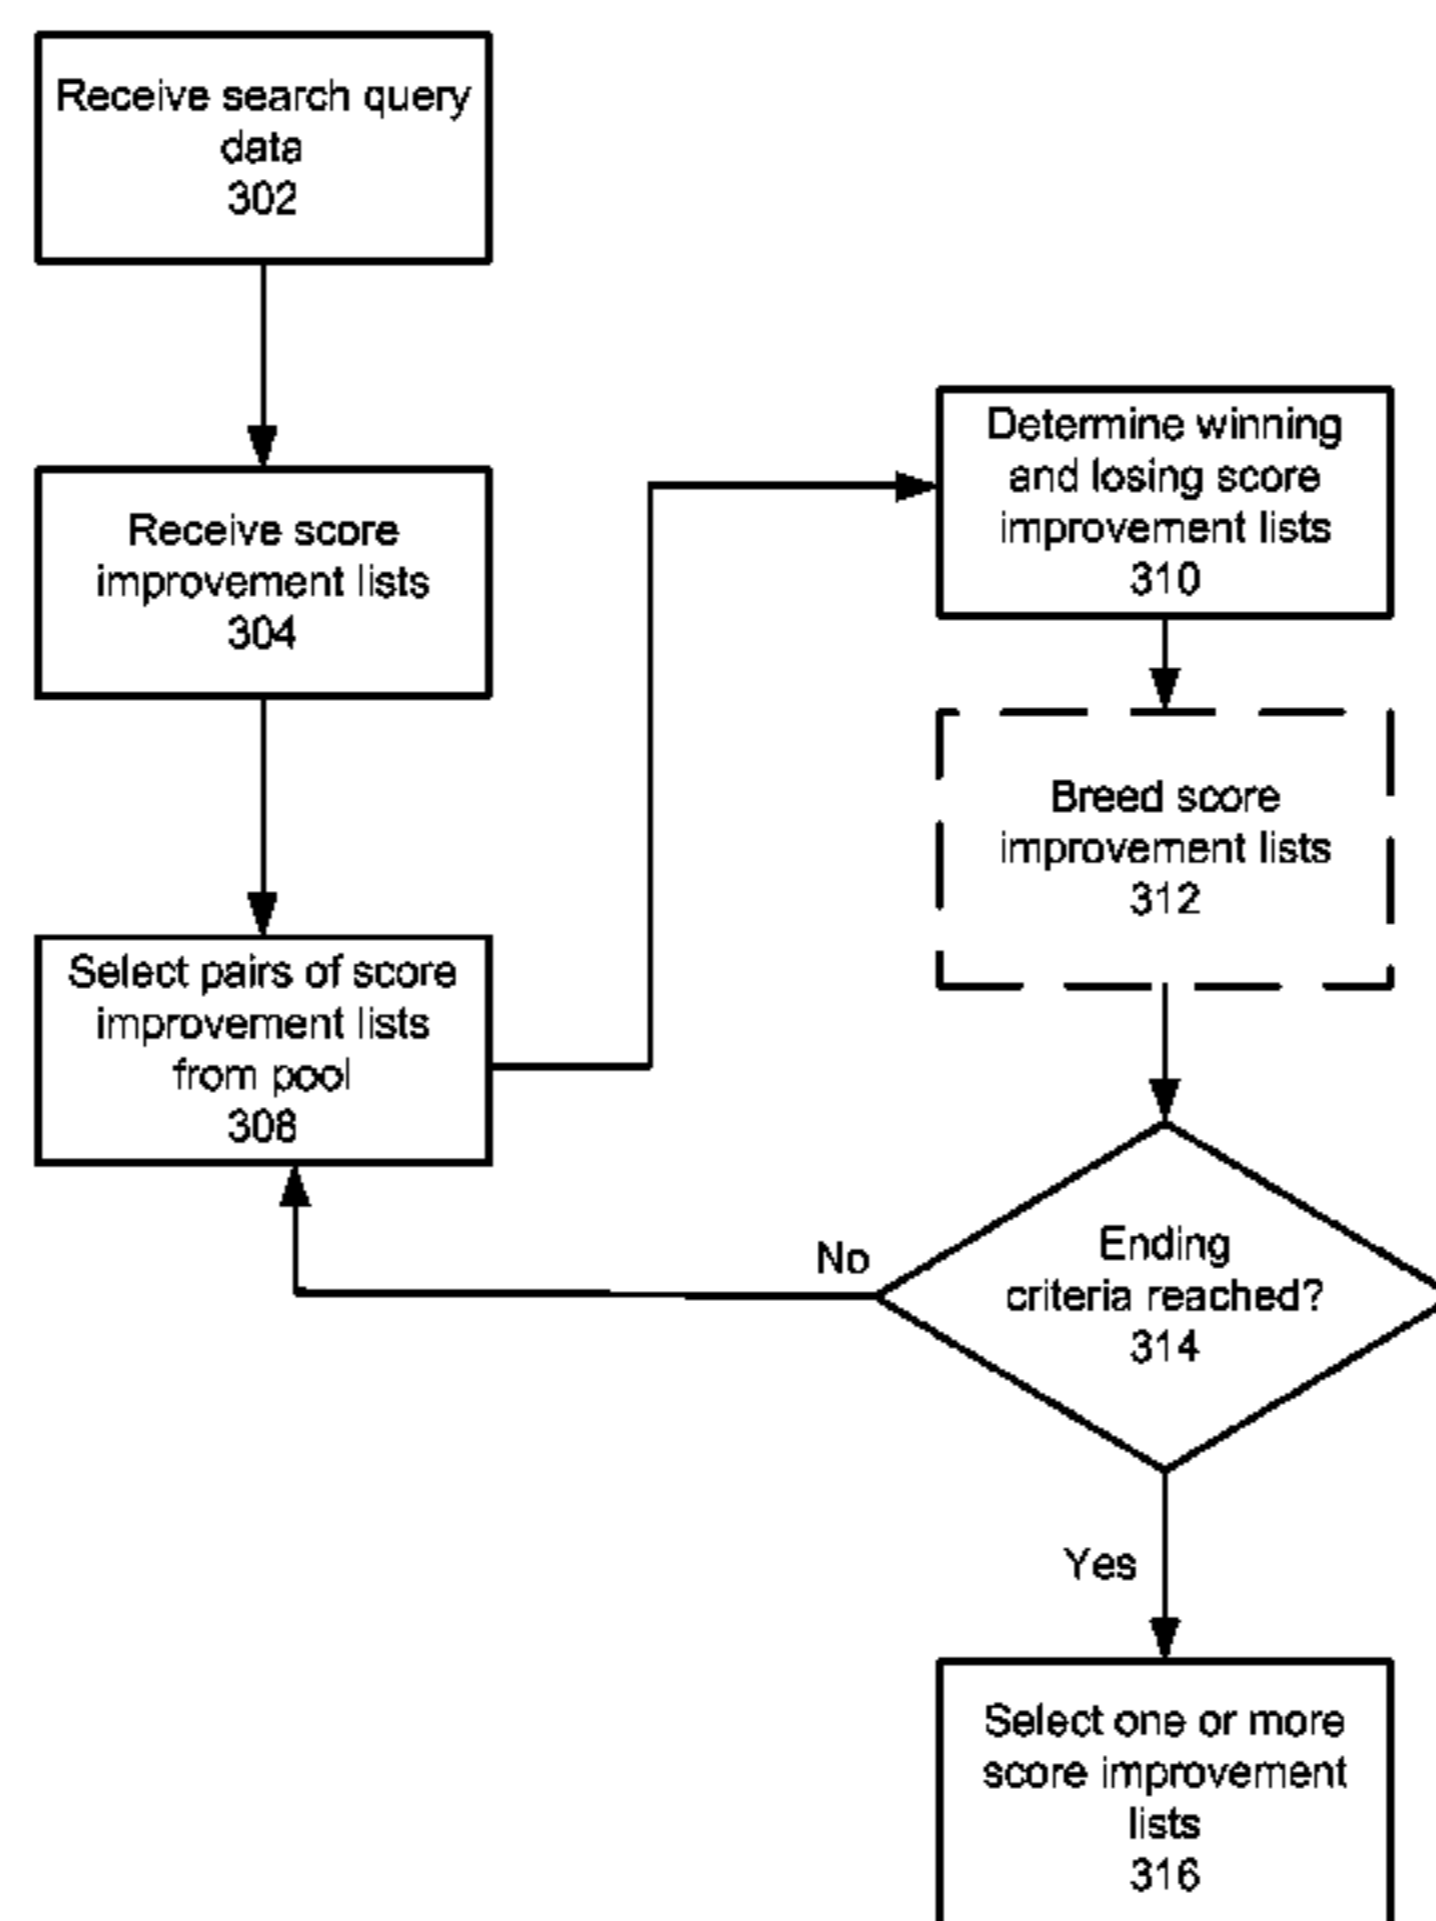 Receive search query
data
302
Receive score
improvement lists
304
Select pairs of score
improvement lists
from pool
308
Determine winning
and losing score
improvement lists
310
Breed score
improvement lists
312
Ending
criteria reached?
314
No
Yes
Select one or more
score improvement
lists
316